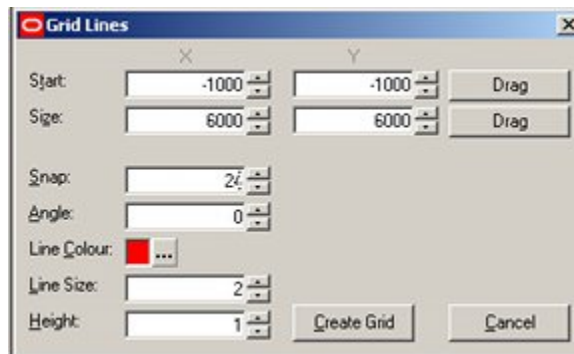 Grid Lines
X Y
Start: -1000 -1000 Drag
Size: 6000 6000 Drag
Snap: 24
Angle: 0
Line Colour: ...
Line Size: 2
Height: 1 Create Grid Cancel